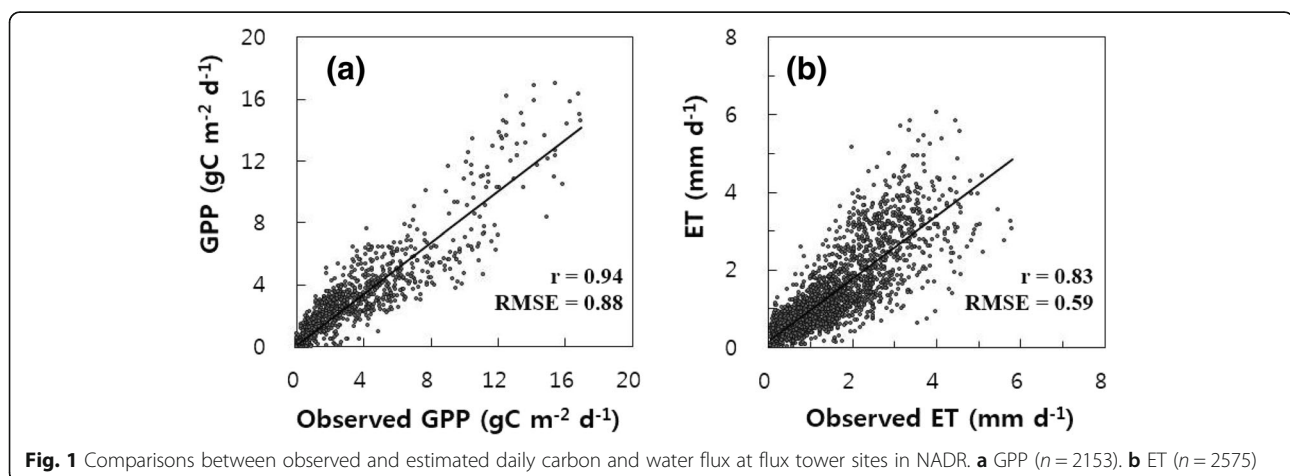 20
16
12
8
4
0
GPP (gC m⁻² d⁻¹)
(a)
r = 0.94
RMSE = 0.88
0 4 8 12 16 20
Observed GPP (gC m⁻² d⁻¹)
8
6
4
2
0
ET (mm d⁻¹)
(b)
r = 0.83
RMSE = 0.59
0 2 4 6 8
Observed ET (mm d⁻¹)
Fig. 1 Comparisons between observed and estimated daily carbon and water flux at flux tower sites in NADR. a GPP (n = 2153). b ET (n = 2575)